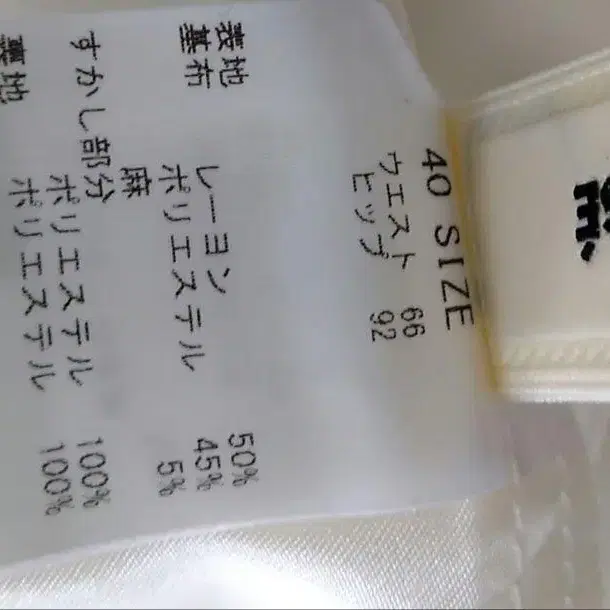 40 SIZE
ウエスト 66
ヒップ 92
表地 レーヨン 50%
基布 ポリエステル 45%
麻 5%
すかし部分 ポリエステル 100%
裏地 ポリエステル 100%